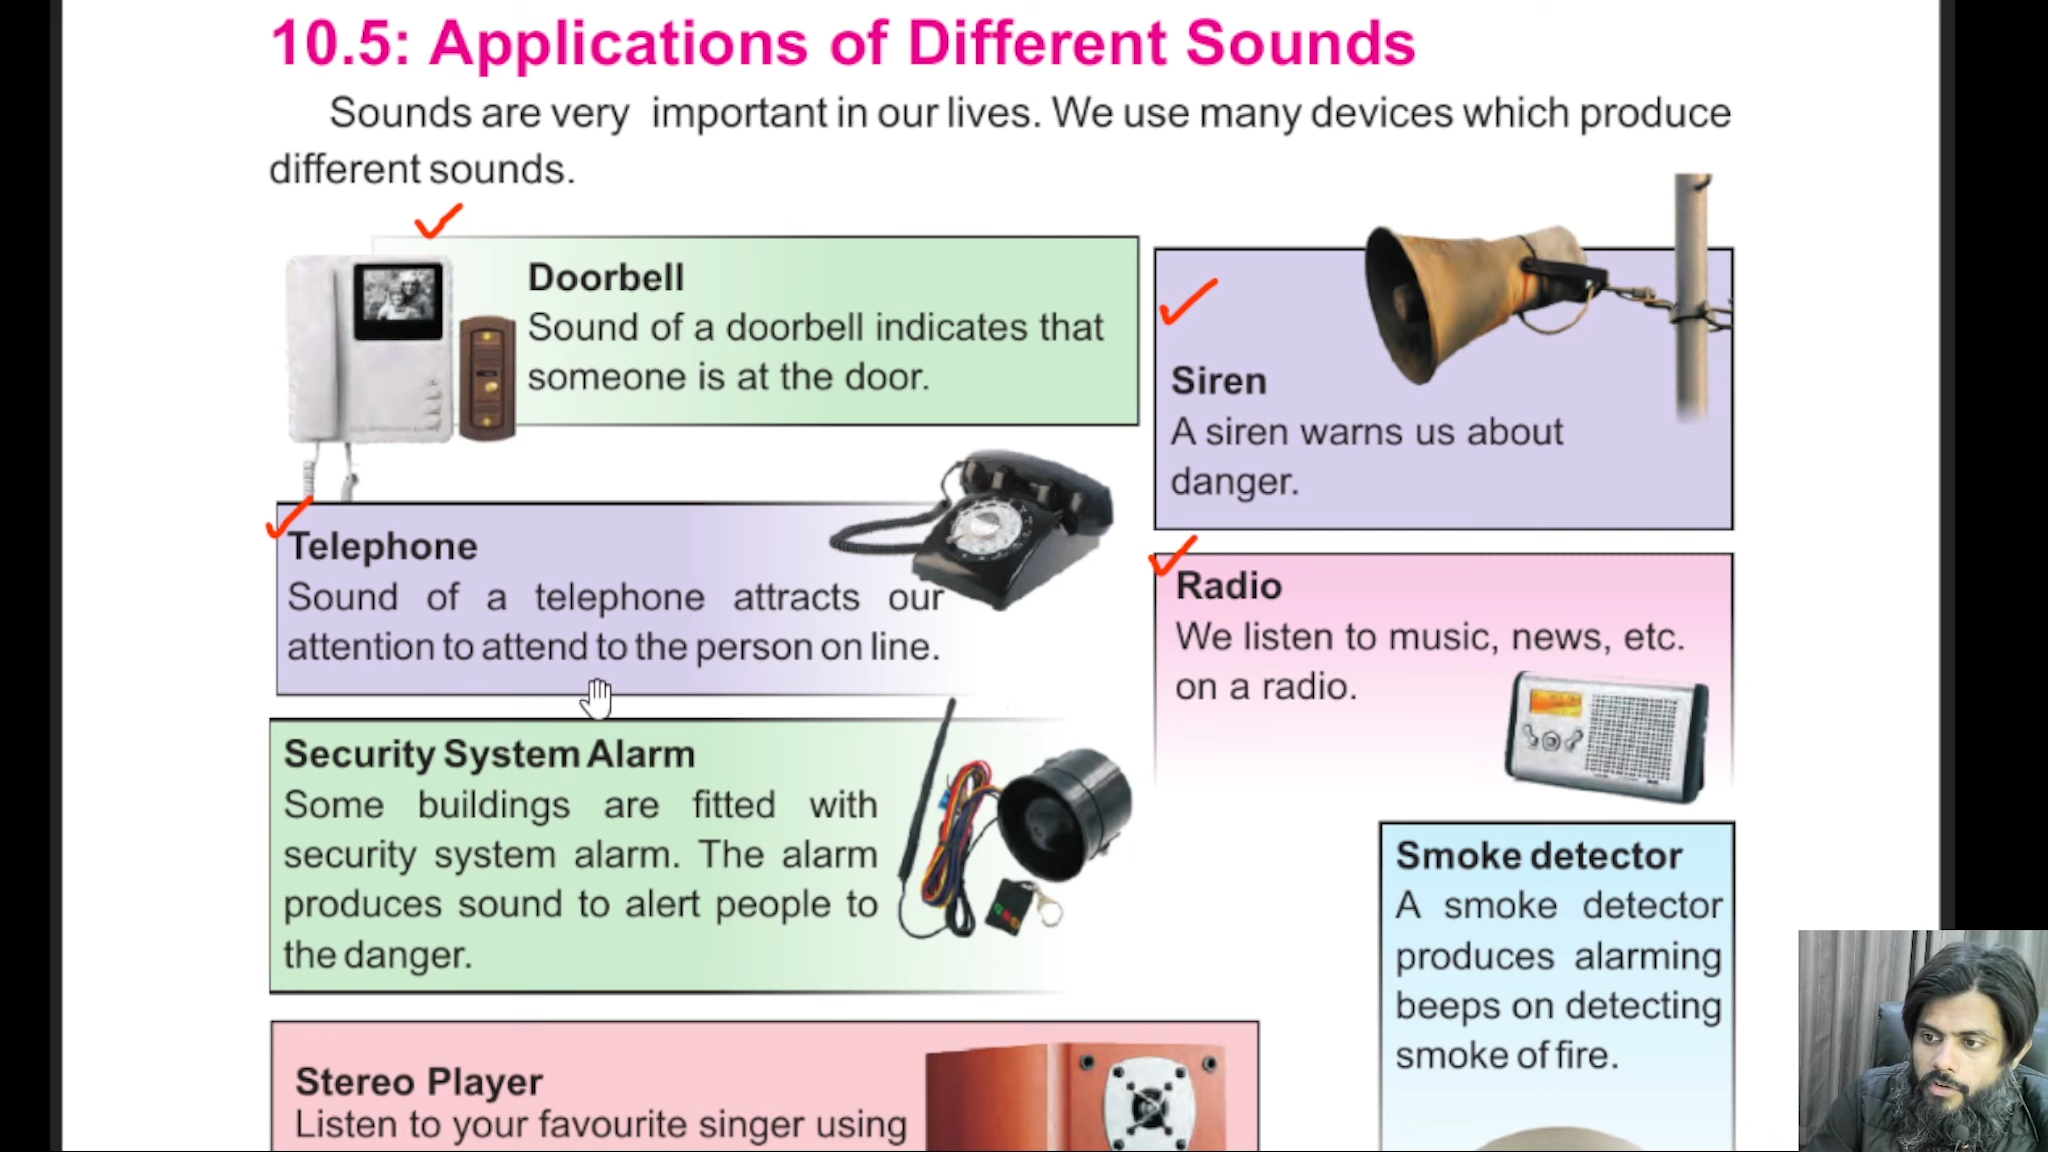 10.5: Applications of Different Sounds
Sounds are very important in our lives. We use many devices which produce
different sounds.
Doorbell
Sound of a doorbell indicates that
someone is at the door.
Siren
A siren warns us about
danger.
Telephone
Sound of a telephone attracts our
attention to attend to the person on line.
Radio
We listen to music, news, etc.
on a radio.
Security System Alarm
Some buildings are fitted with
security system alarm. The alarm
produces sound to alert people to
the danger.
Smoke detector
A smoke detector
produces alarming
beeps on detecting
smoke of fire.
Stereo Player
Listen to your favourite singer using